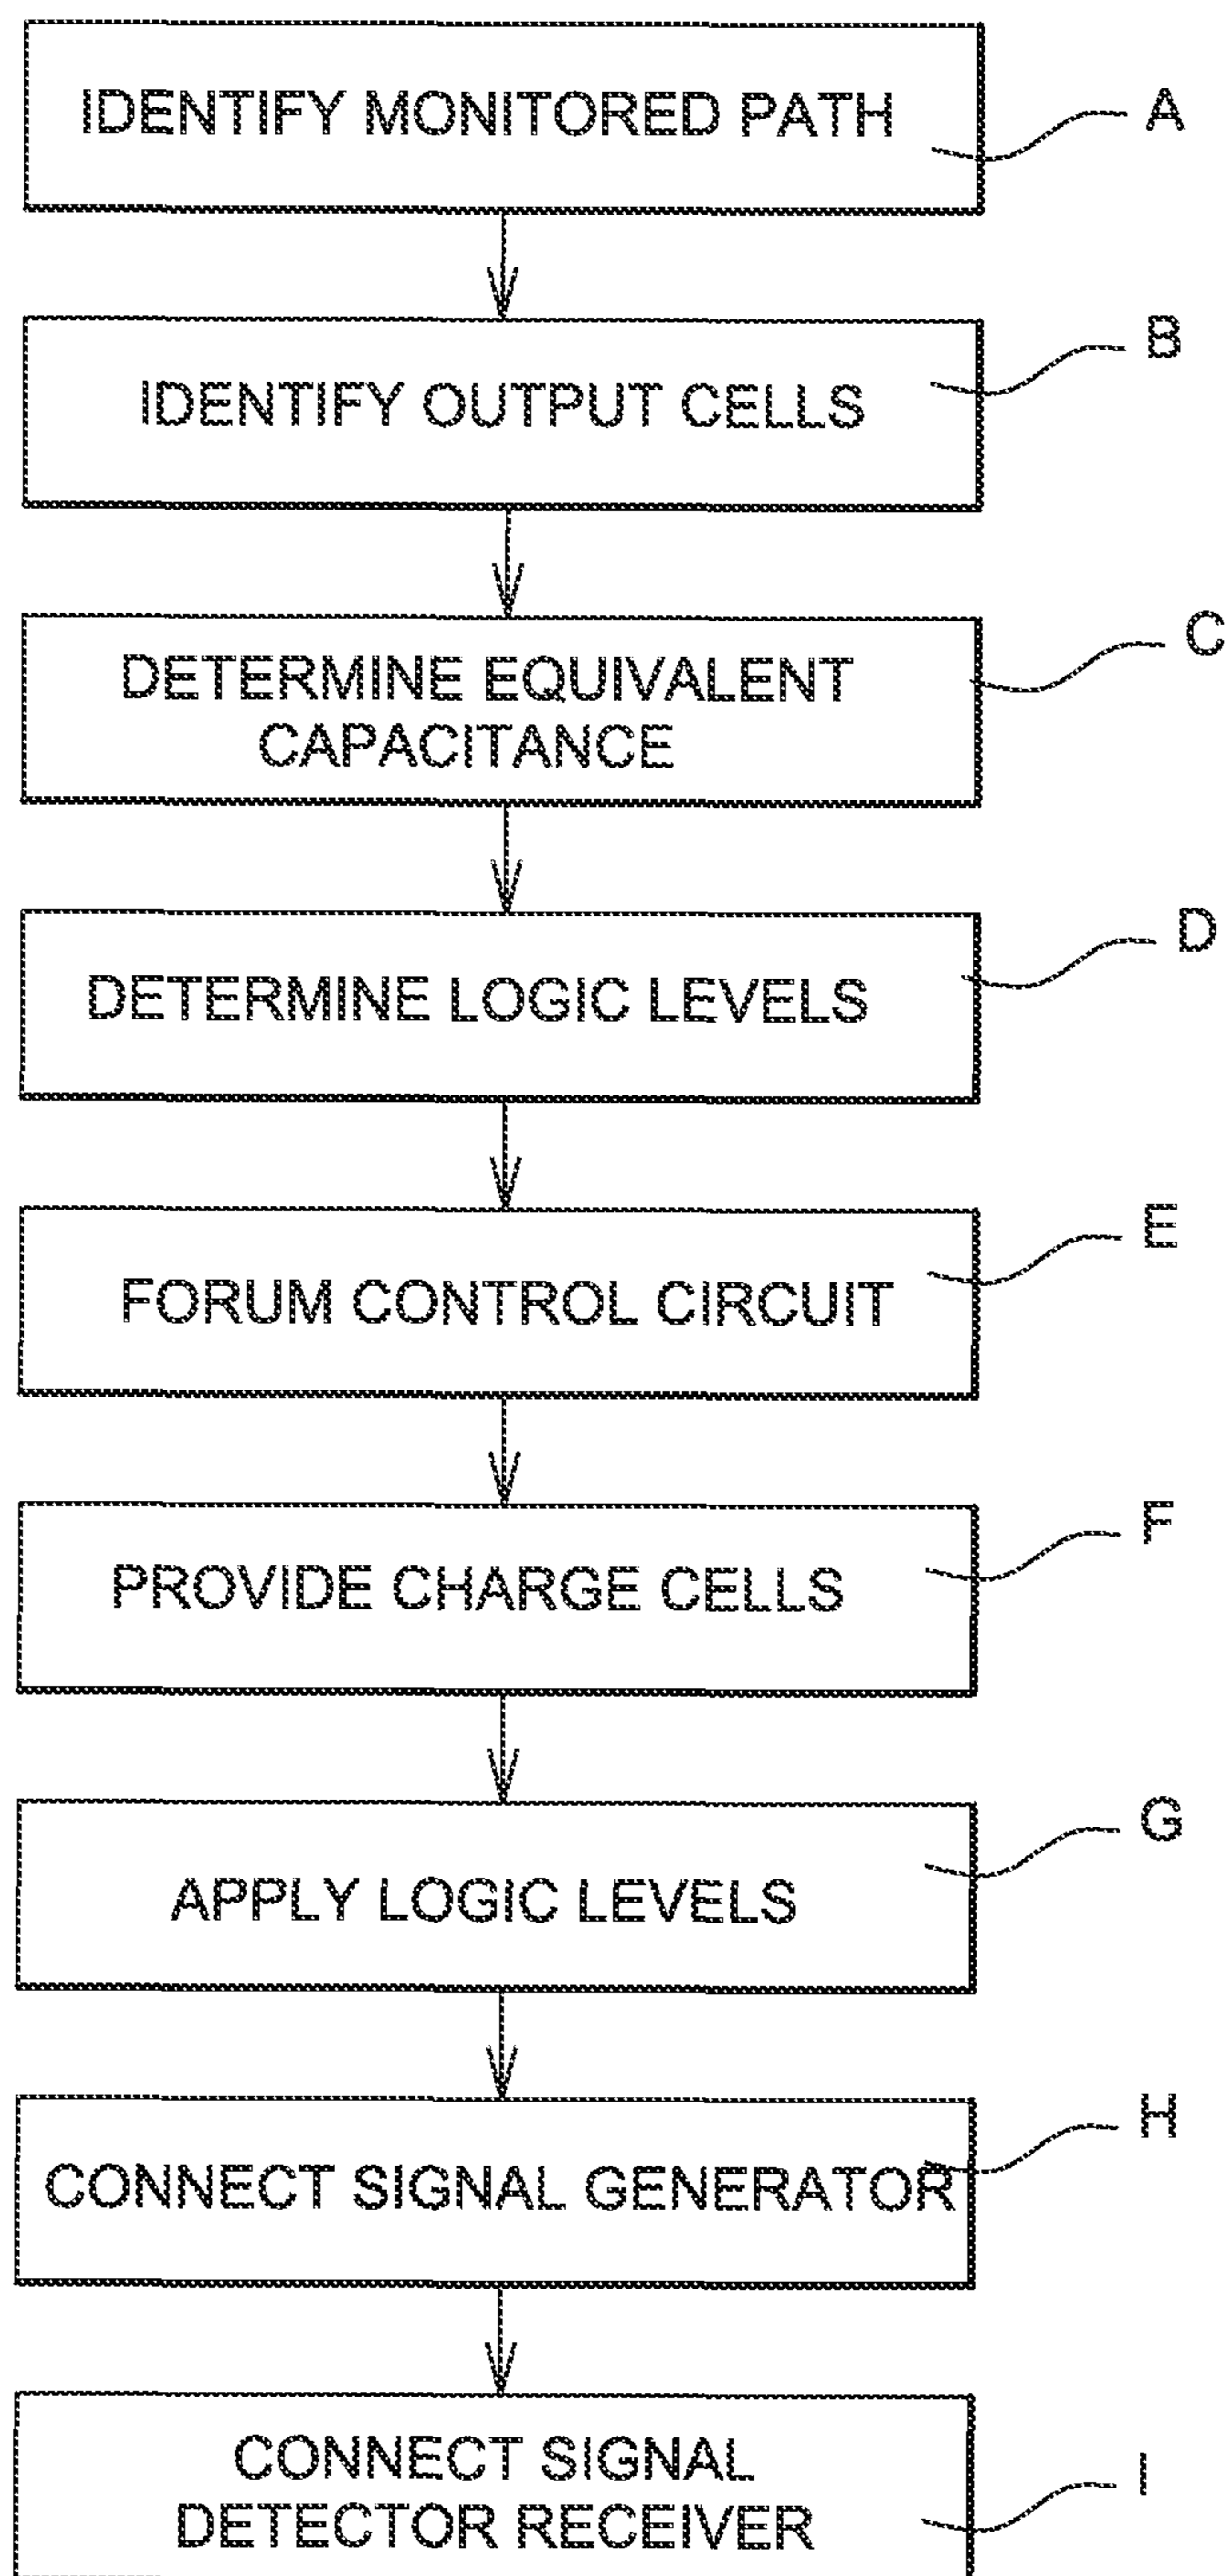 IDENTIFY MONITORED PATH
A
IDENTIFY OUTPUT CELLS
B
DETERMINE EQUIVALENT
CAPACITANCE
C
DETERMINE LOGIC LEVELS
D
FORUM CONTROL CIRCUIT
E
PROVIDE CHARGE CELLS
F
APPLY LOGIC LEVELS
G
CONNECT SIGNAL GENERATOR
H
CONNECT SIGNAL
DETECTOR RECEIVER
I